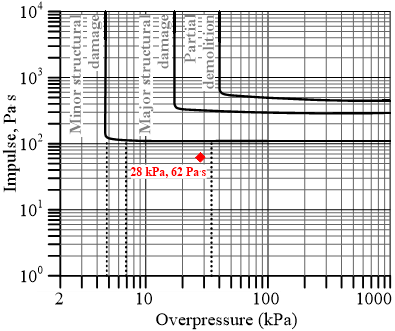 10⁴
10³
10²
10¹
10⁰
Impulse, Pa·s
Minor structural
damage
Major structural
damage
Partial
demolition
28 kPa, 62 Pa·s
2
10
100
1000
Overpressure (kPa)